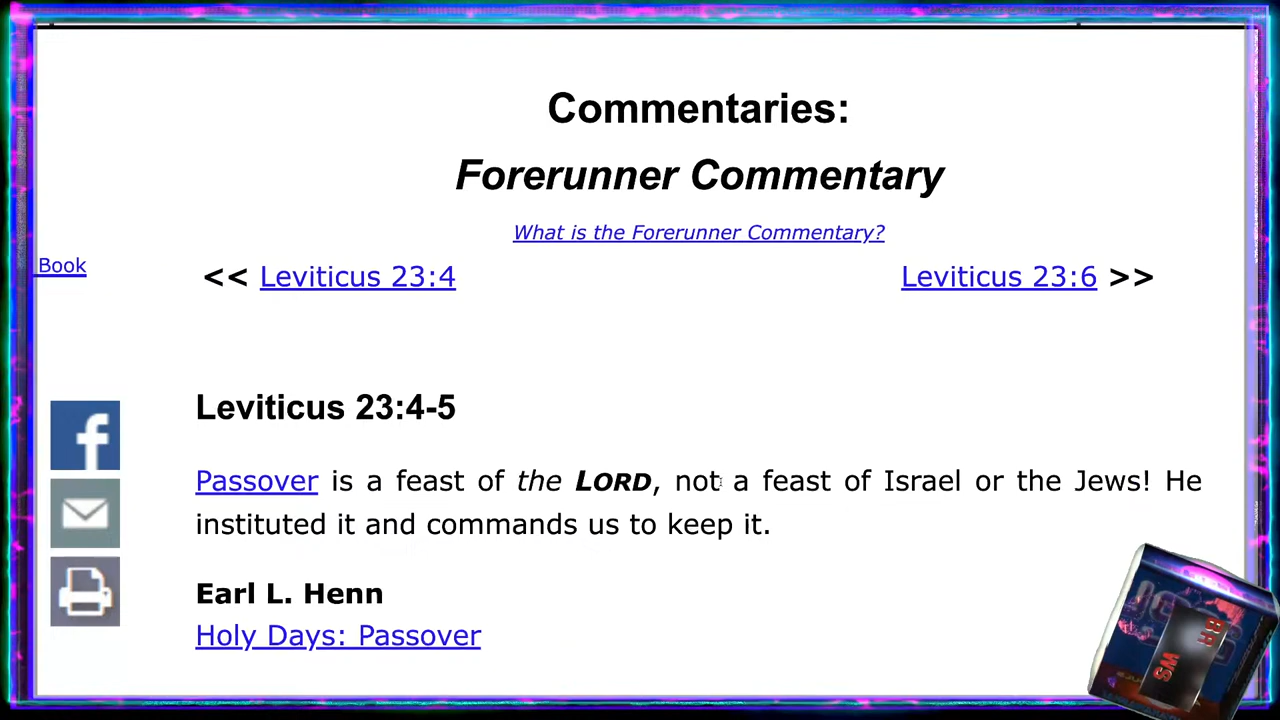 Commentaries:
Forerunner Commentary
What is the Forerunner Commentary?
Book
<< Leviticus 23:4 Leviticus 23:6 >>
Leviticus 23:4-5
Passover is a feast of the LORD, not a feast of Israel or the Jews! He
instituted it and commands us to keep it.
Earl L. Henn
Holy Days: Passover